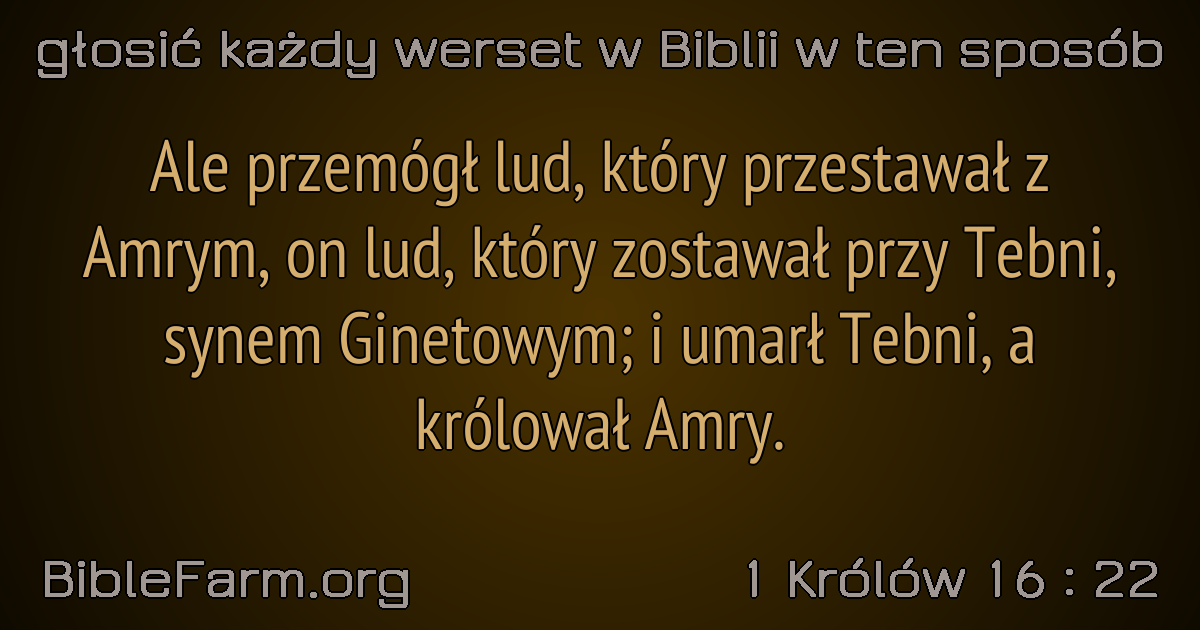 głosić każdy werset w Biblii w ten sposób
Ale przemógł lud, który przestawał z
Amrym, on lud, który zostawał przy Tebni,
synem Ginetowym; i umarł Tebni, a
królował Amry.
BibleFarm.org
1 Królów 16 : 22